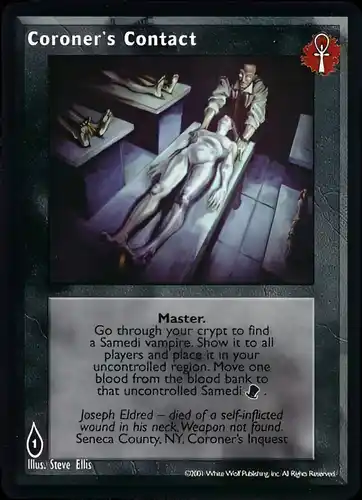 Coroner's Contact
Master.
Go through your crypt to find
a Samedi vampire. Show it to all
players and place it in your
uncontrolled region. Move one
blood from the blood bank to
that uncontrolled Samedi .
Joseph Eldred – died of a self-inflicted
wound in his neck. Weapon not found.
Seneca County, NY, Coroner's Inquest
1
Illus. Steve Ellis
©2001 White Wolf Publishing, Inc. All Rights Reserved.